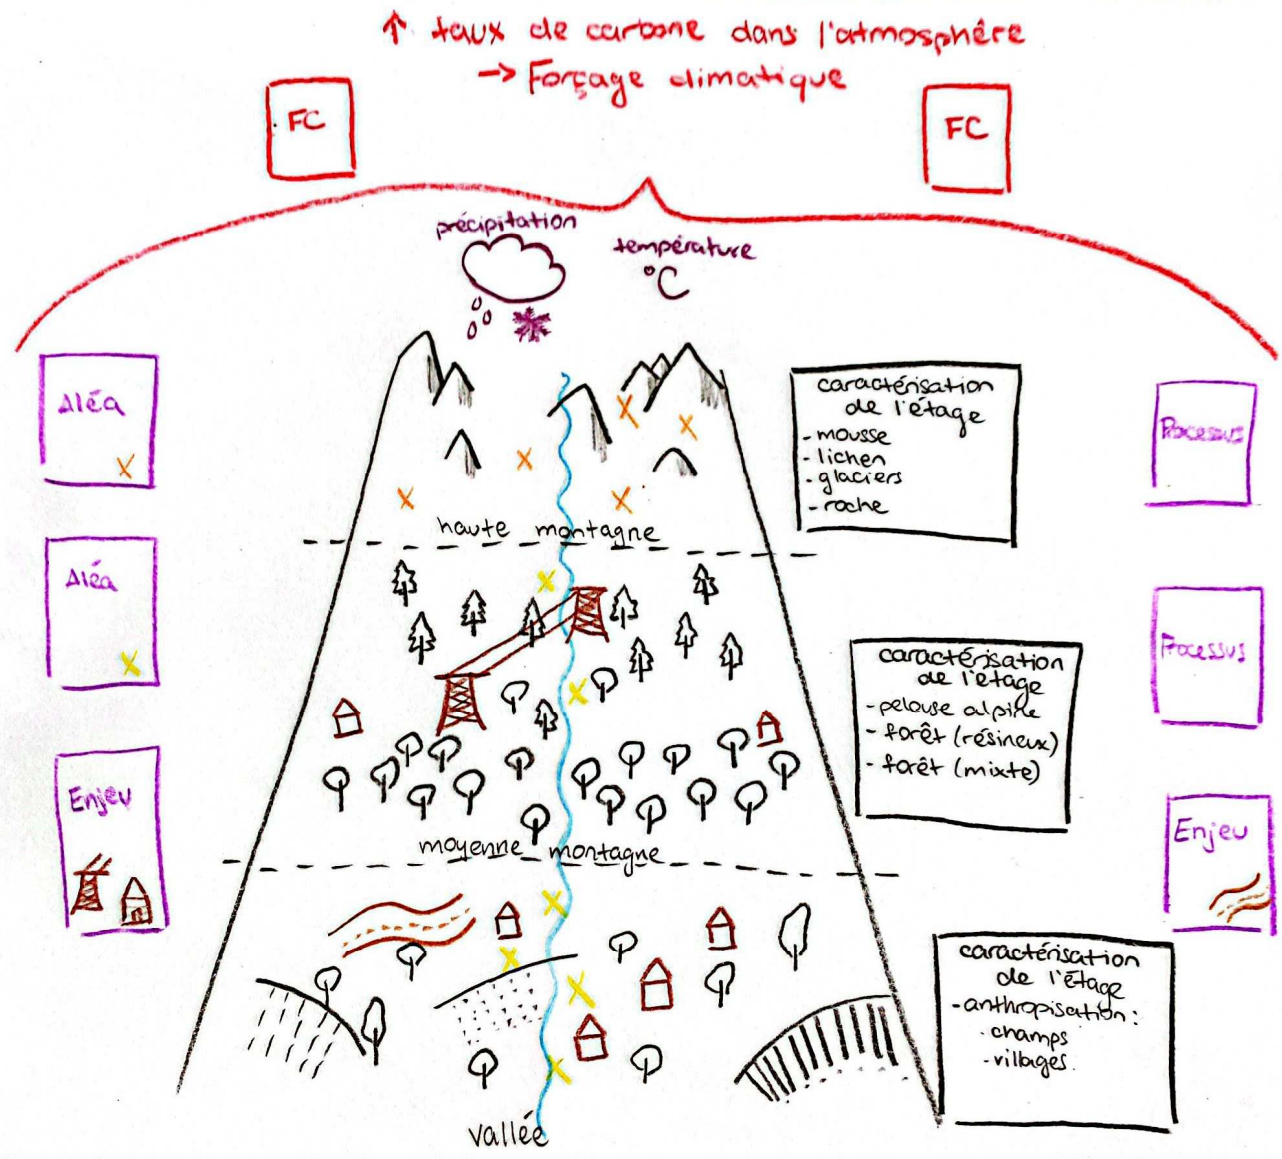 ↑ taux de carbone dans l'atmosphère
→ Forçage climatique
FC
FC
précipitation
température
°C
Aléa
Aléa
Enjeu
haute montagne
moyenne montagne
vallée
caractérisation
de l'étage
- mousse
- lichen
- glaciers
- roche
caractérisation
de l'étage
- pelouse alpine
- forêt (résineux)
- forêt (mixte)
caractérisation
de l'étage
- anthropisation :
- champs
- villages.
Processus
Processus
Enjeu